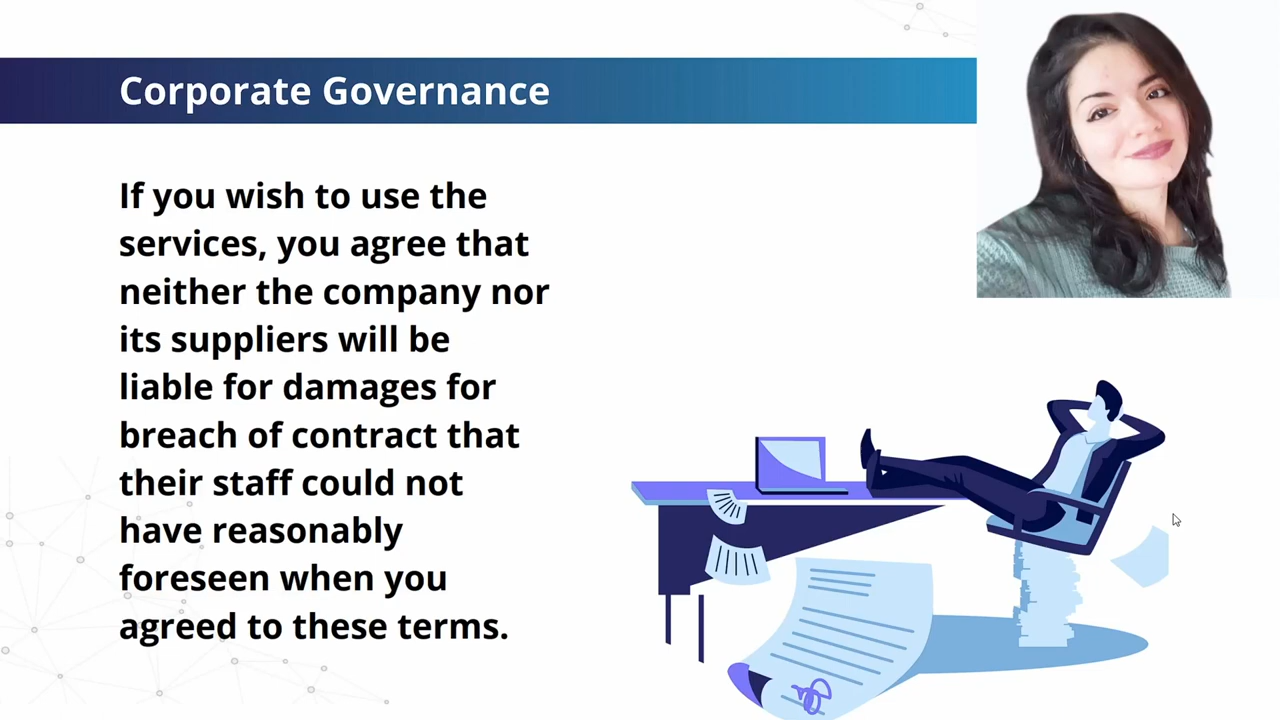 Corporate Governance
If you wish to use the
services, you agree that
neither the company nor
its suppliers will be
liable for damages for
breach of contract that
their staff could not
have reasonably
foreseen when you
agreed to these terms.